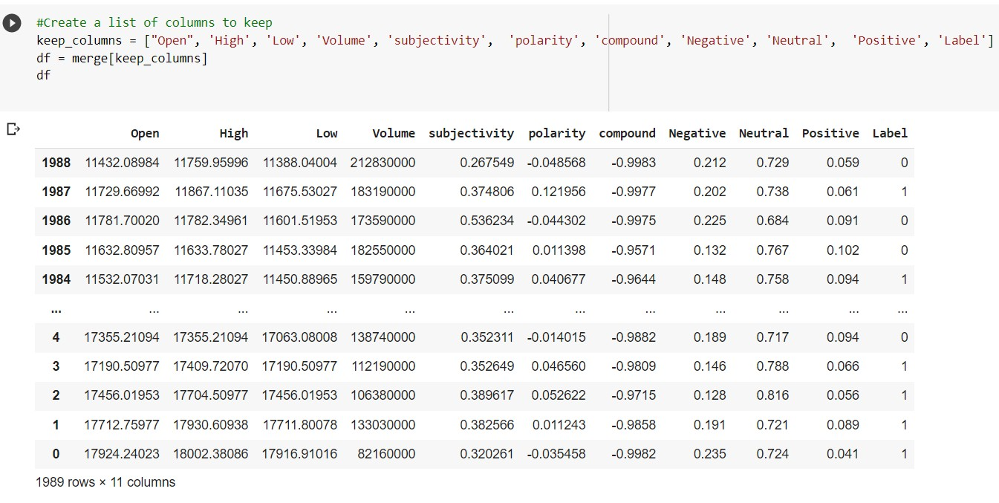 #Create a list of columns to keep
keep_columns = ["Open", 'High', 'Low', 'Volume', 'subjectivity',  'polarity', 'compound', 'Negative', 'Neutral',  'Positive', 'Label']
df = merge[keep_columns]
df
Open High Low Volume subjectivity polarity compound Negative Neutral Positive Label
1988 11432.08984 11759.95996 11388.04004 212830000 0.267549 -0.048568 -0.9983 0.212 0.729 0.059 0
1987 11729.66992 11867.11035 11675.53027 183190000 0.374806 0.121956 -0.9977 0.202 0.738 0.061 1
1986 11781.70020 11782.34961 11601.51953 173590000 0.536234 -0.044302 -0.9975 0.225 0.684 0.091 0
1985 11632.80957 11633.78027 11453.33984 182550000 0.364021 0.011398 -0.9571 0.132 0.767 0.102 0
1984 11532.07031 11718.28027 11450.88965 159790000 0.375099 0.040677 -0.9644 0.148 0.758 0.094 1
... ... ... ... ... ... ... ... ... ... ... ...
4 17355.21094 17355.21094 17063.08008 138740000 0.352311 -0.014015 -0.9882 0.189 0.717 0.094 0
3 17190.50977 17409.72070 17190.50977 112190000 0.352649 0.046560 -0.9809 0.146 0.788 0.066 1
2 17456.01953 17704.50977 17456.01953 106380000 0.389617 0.052622 -0.9715 0.128 0.816 0.056 1
1 17712.75977 17930.60938 17711.80078 133030000 0.382566 0.011243 -0.9858 0.191 0.721 0.089 1
0 17924.24023 18002.38086 17916.91016 82160000 0.320261 -0.035458 -0.9982 0.235 0.724 0.041 1
1989 rows × 11 columns